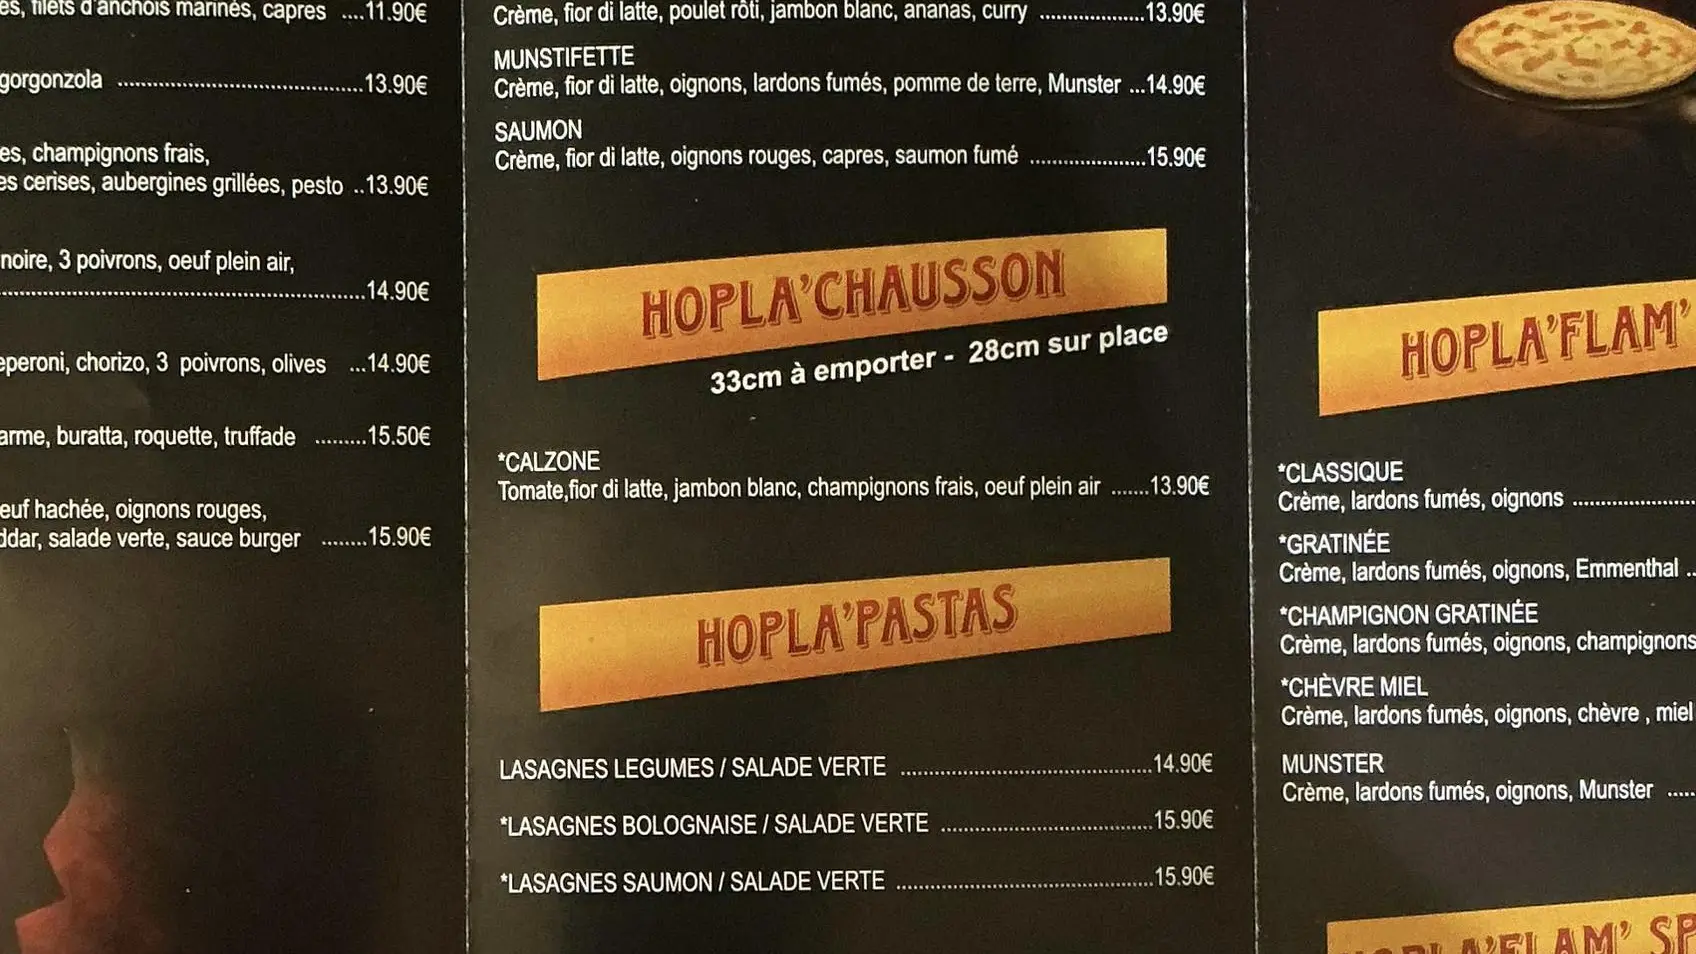 filets d'anchois marinés, capres ....11.90€
gorgonzola ....................................13.90€
champignons frais,
cerises, aubergines grillées, pesto ..13.90€
noire, 3 poivrons, oeuf plein air,
.......................................................14.90€
chorizo, 3 poivrons, olives ...14.90€
buratta, roquette, truffade .........15.50€
hachée, oignons rouges,
salade verte, sauce burger ........15.90€
Crème, fior di latte, poulet rôti, jambon blanc, ananas, curry .................13.90€
MUNSTIFETTE
Crème, fior di latte, oignons, lardons fumés, pomme de terre, Munster ...14.90€
SAUMON
Crème, fior di latte, oignons rouges, capres, saumon fumé ...................15.90€
HOPLA'CHAUSSON
33cm à emporter - 28cm sur place
*CALZONE
Tomate,fior di latte, jambon blanc, champignons frais, oeuf plein air ......13.90€
HOPLA'PASTAS
LASAGNES LEGUMES / SALADE VERTE ......................................14.90€
*LASAGNES BOLOGNAISE / SALADE VERTE ................................15.90€
*LASAGNES SAUMON / SALADE VERTE .......................................15.90€
HOPLA'FLAM'
*CLASSIQUE
Crème, lardons fumés, oignons ....................
*GRATINÉE
Crème, lardons fumés, oignons, Emmenthal ..
*CHAMPIGNON GRATINÉE
Crème, lardons fumés, oignons, champignons
*CHÈVRE MIEL
Crème, lardons fumés, oignons, chèvre , miel
MUNSTER
Crème, lardons fumés, oignons, Munster .....
HOPLA'FLAM' SP